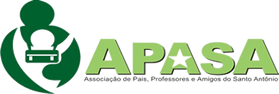 APASA
Associação de Pais, Professores e Amigos do Santo Antônio